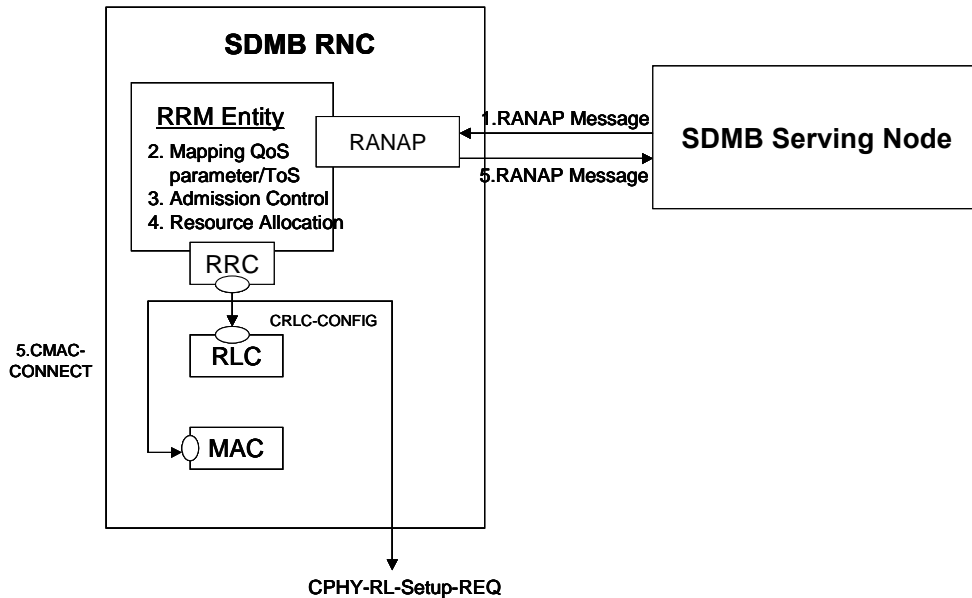 SDMB RNC
RRM Entity
2. Mapping QoS
parameter/ToS
3. Admission Control
4. Resource Allocation
RANAP
1.RANAP Message
5.RANAP Message
SDMB Serving Node
RRC
CRLC-CONFIG
RLC
5.CMAC-
CONNECT
MAC
CPHY-RL-Setup-REQ